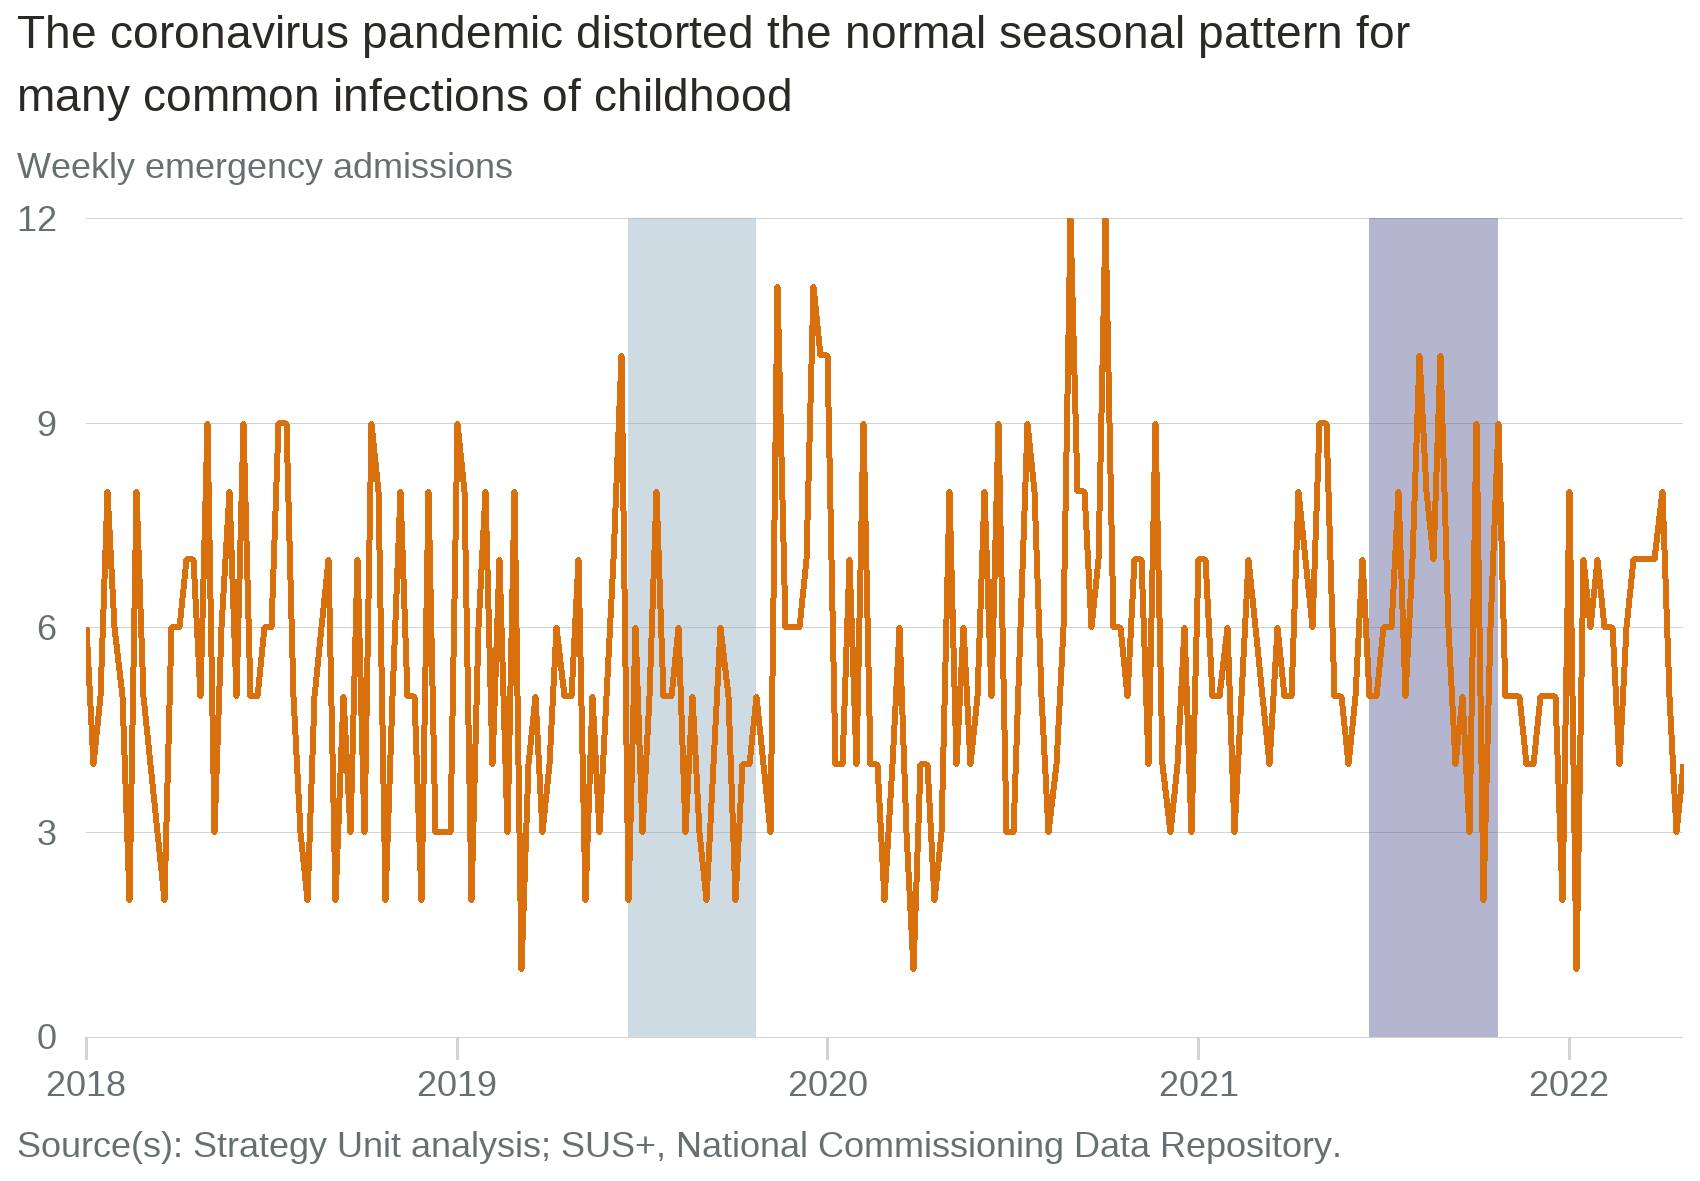 The coronavirus pandemic distorted the normal seasonal pattern for
many common infections of childhood
Weekly emergency admissions
12
9
6
3
0
2018 2019 2020 2021 2022
Source(s): Strategy Unit analysis; SUS+, National Commissioning Data Repository.